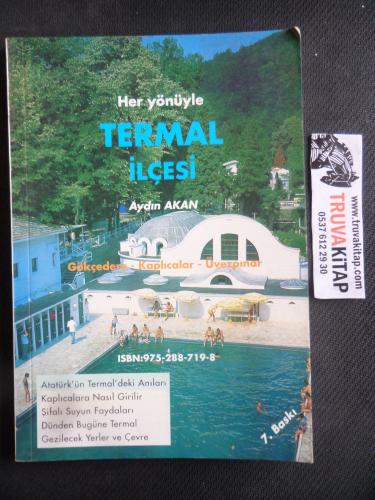 Her yönüyle
TERMAL
İLÇESİ
Aydın AKAN
Gökçedere - Kaplıcalar - Üvezpınar
ISBN:975-288-719-8
Atatürk'ün Termal'deki Anıları
Kaplıcalara Nasıl Girilir
Şifalı Suyun Faydaları
Dünden Bugüne Termal
Gezilecek Yerler ve Çevre
7. Baskı
TRUVAKİTAP
www.truvakitap.com
0537 612 29 30